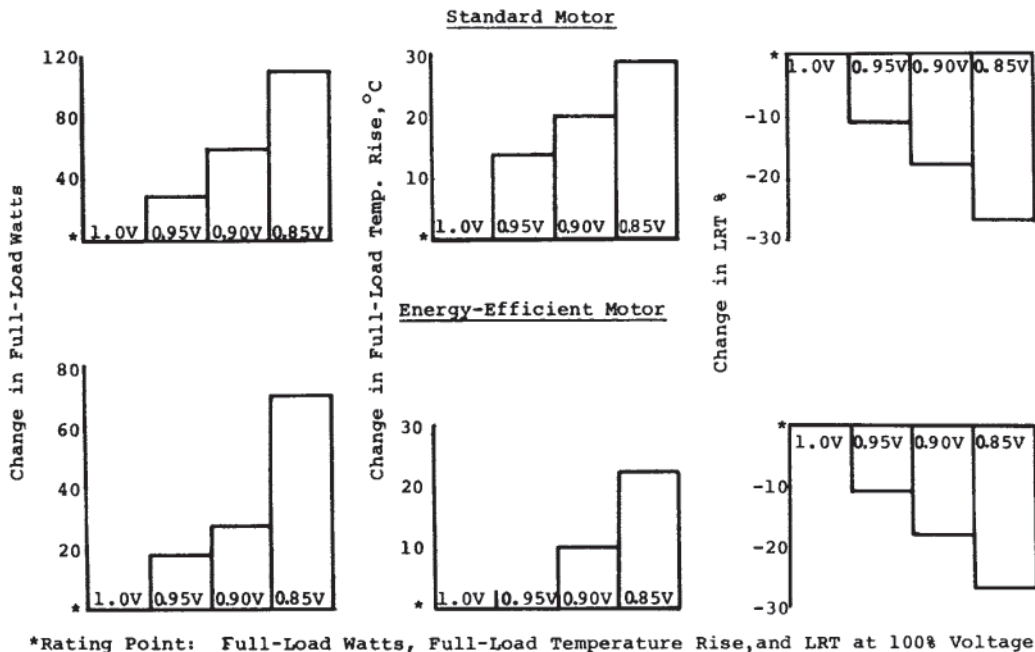 Standard Motor
Change in Full-Load Watts
120
80
40
*
1.0V 0.95V 0.90V 0.85V
Change in Full-Load Temp. Rise,°C
30
20
10
*
1.0V 0.95V 0.90V 0.85V
Change in LRT %
*
-10
-20
-30
1.0V 0.95V 0.90V 0.85V
Energy-Efficient Motor
80
60
40
20
*
1.0V 0.95V 0.90V 0.85V
30
20
10
*
1.0V 0.95V 0.90V 0.85V
*
-10
-20
-30
1.0V 0.95V 0.90V 0.85V
*Rating Point: Full-Load Watts, Full-Load Temperature Rise,and LRT at 100% Voltage